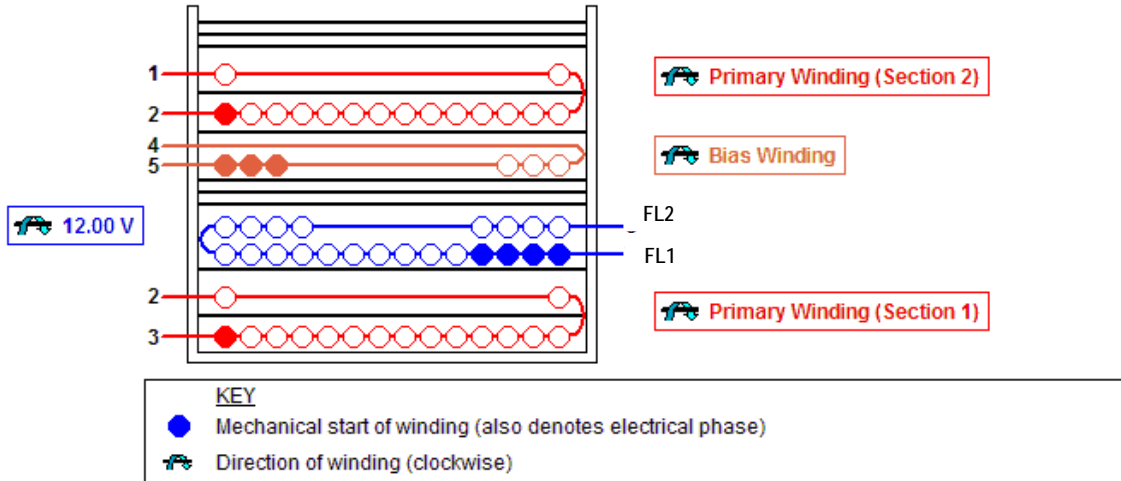 1
Primary Winding (Section 2)
2
4
Bias Winding
5
12.00 V
FL2
FL1
2
Primary Winding (Section 1)
3
KEY
Mechanical start of winding (also denotes electrical phase)
Direction of winding (clockwise)